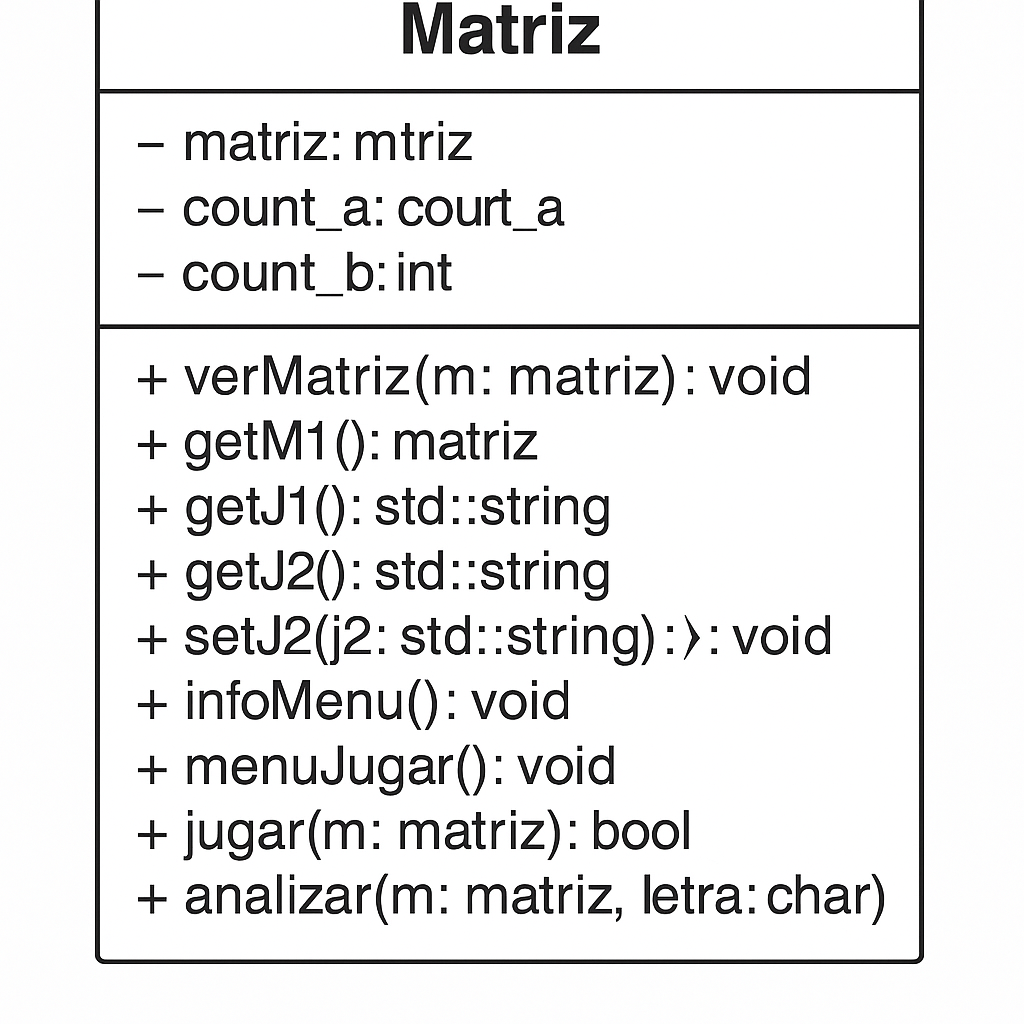 Matriz
– matriz: mtriz
– count_a: court_a
– count_b: int
+ verMatriz(m: matriz): void
+ getM1(): matriz
+ getJ1(): std::string
+ getJ2(): std::string
+ setJ2(j2: std::string):): void
+ infoMenu(): void
+ menuJugar(): void
+ jugar(m: matriz): bool
+ analizar(m: matriz, letra: char)